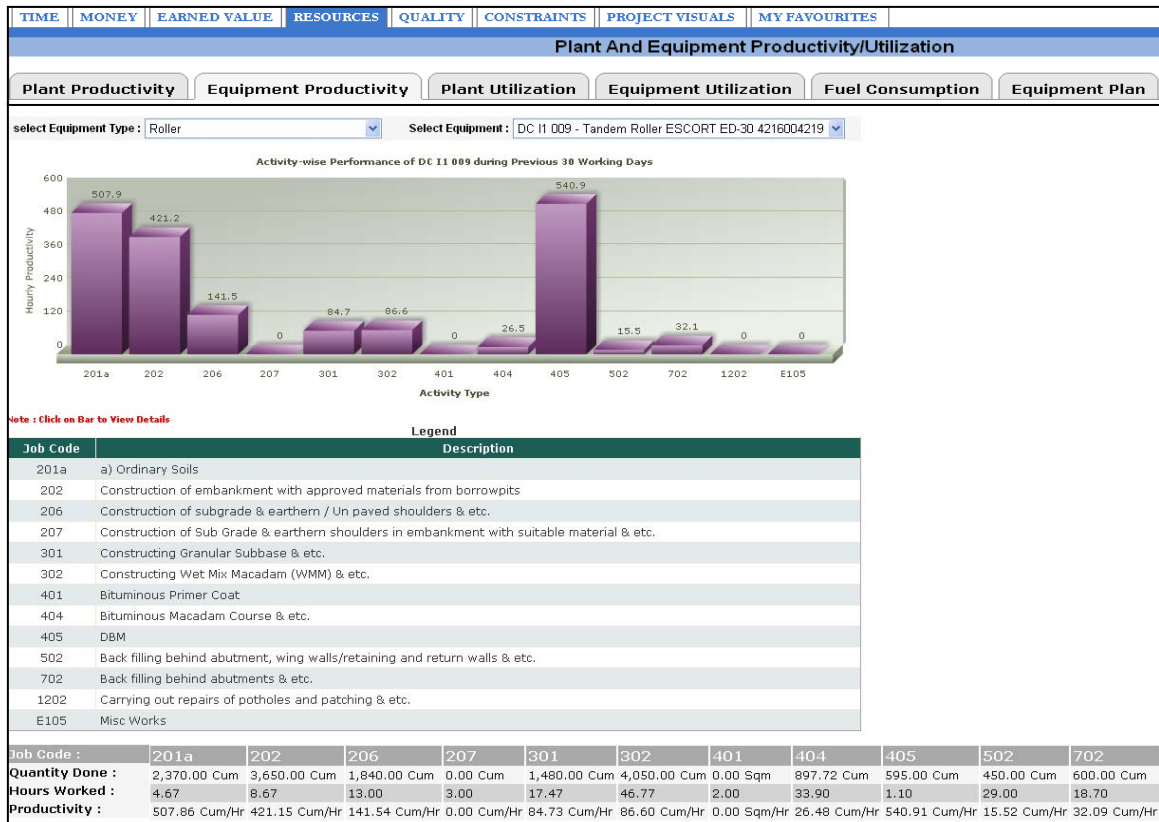 TIME MONEY EARNED VALUE RESOURCES QUALITY CONSTRAINTS PROJECT VISUALS MY FAVOURITES
Plant And Equipment Productivity/Utilization
Plant Productivity Equipment Productivity Plant Utilization Equipment Utilization Fuel Consumption Equipment Plan
select Equipment Type : Roller Select Equipment : DC I1 009 - Tandem Roller ESCORT ED-30 4216004219
Activity-wise Performance of DC I1 009 during Previous 30 Working Days
Hourly Productivity
600
480
360
240
120
0
507.9 421.2 141.5 0 84.7 86.6 0 26.5 540.9 15.5 32.1 0 0
201a 202 206 207 301 302 401 404 405 502 702 1202 E105
Activity Type
Note : Click on Bar to View Details
Legend
Job Code Description
201a a) Ordinary Soils
202 Construction of embankment with approved materials from borrowpits
206 Construction of subgrade & earthern / Un paved shoulders & etc.
207 Construction of Sub Grade & earthern shoulders in embankment with suitable material & etc.
301 Constructing Granular Subbase & etc.
302 Constructing Wet Mix Macadam (WMM) & etc.
401 Bituminous Primer Coat
404 Bituminous Macadam Course & etc.
405 DBM
502 Back filling behind abutment, wing walls/retaining and return walls & etc.
702 Back filling behind abutments & etc.
1202 Carrying out repairs of potholes and patching & etc.
E105 Misc Works
Job Code : 201a 202 206 207 301 302 401 404 405 502 702
Quantity Done : 2,370.00 Cum 3,650.00 Cum 1,840.00 Cum 0.00 Cum 1,480.00 Cum 4,050.00 Cum 0.00 Sqm 897.72 Cum 595.00 Cum 450.00 Cum 600.00 Cum
Hours Worked : 4.67 8.67 13.00 3.00 17.47 46.77 2.00 33.90 1.10 29.00 18.70
Productivity : 507.86 Cum/Hr 421.15 Cum/Hr 141.54 Cum/Hr 0.00 Cum/Hr 84.73 Cum/Hr 86.60 Cum/Hr 0.00 Sqm/Hr 26.48 Cum/Hr 540.91 Cum/Hr 15.52 Cum/Hr 32.09 Cum/Hr